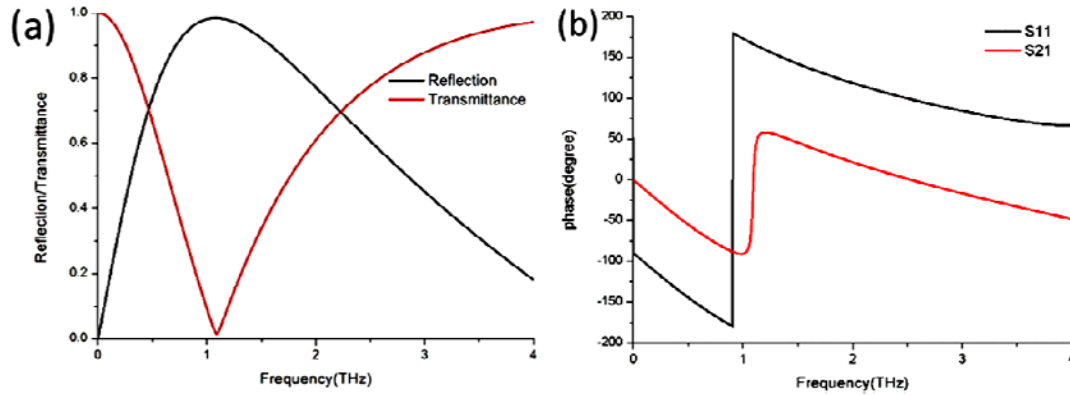 (a)
Reflection/Transmittance
1.0
0.8
0.6
0.4
0.2
0.0
Reflection
Transmittance
0
1
2
3
4
Frequency(THz)
(b)
phase(degree)
200
150
100
50
0
-50
-100
-150
-200
S11
S21
0
1
2
3
4
Frequency(THz)